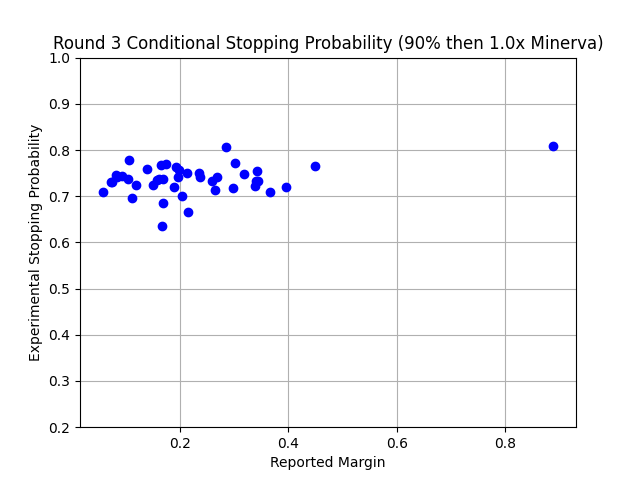 Round 3 Conditional Stopping Probability (90% then 1.0x Minerva)
1.0
0.9
0.8
0.7
0.6
0.5
0.4
0.3
0.2
Experimental Stopping Probability
0.2 0.4 0.6 0.8
Reported Margin